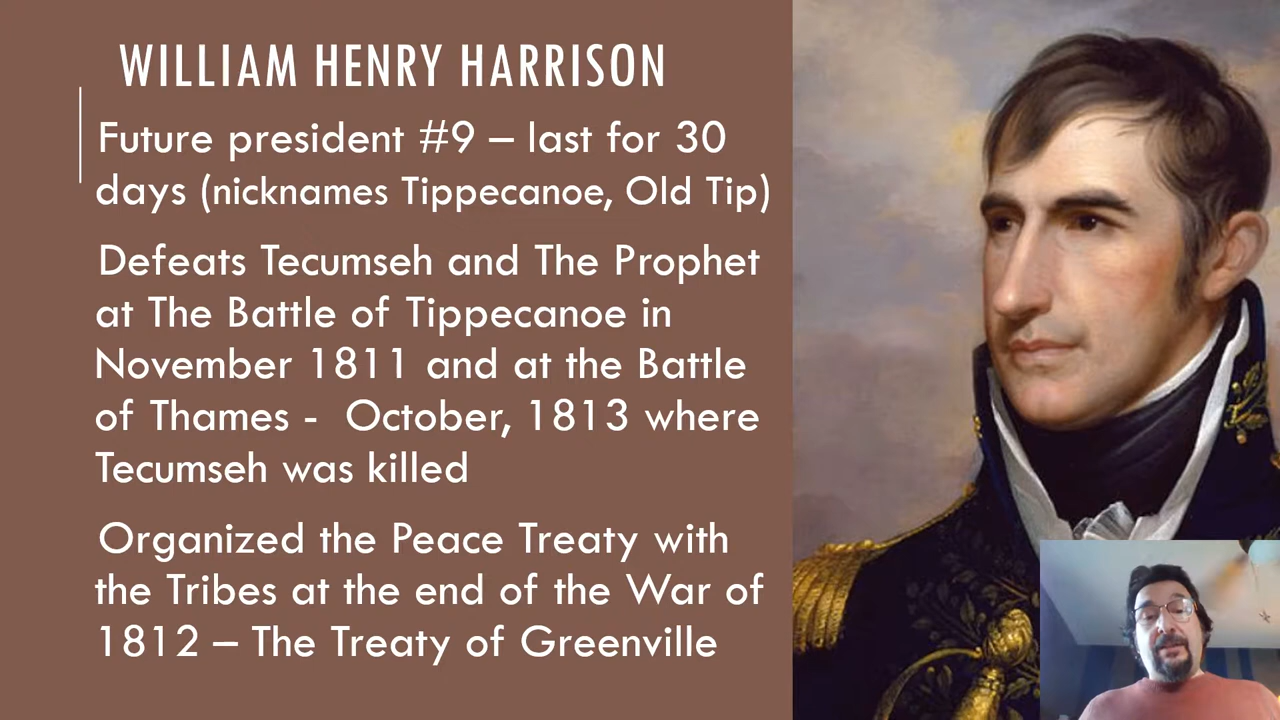 WILLIAM HENRY HARRISON
Future president #9 – last for 30
days (nicknames Tippecanoe, Old Tip)
Defeats Tecumseh and The Prophet
at The Battle of Tippecanoe in
November 1811 and at the Battle
of Thames - October, 1813 where
Tecumseh was killed
Organized the Peace Treaty with
the Tribes at the end of the War of
1812 – The Treaty of Greenville